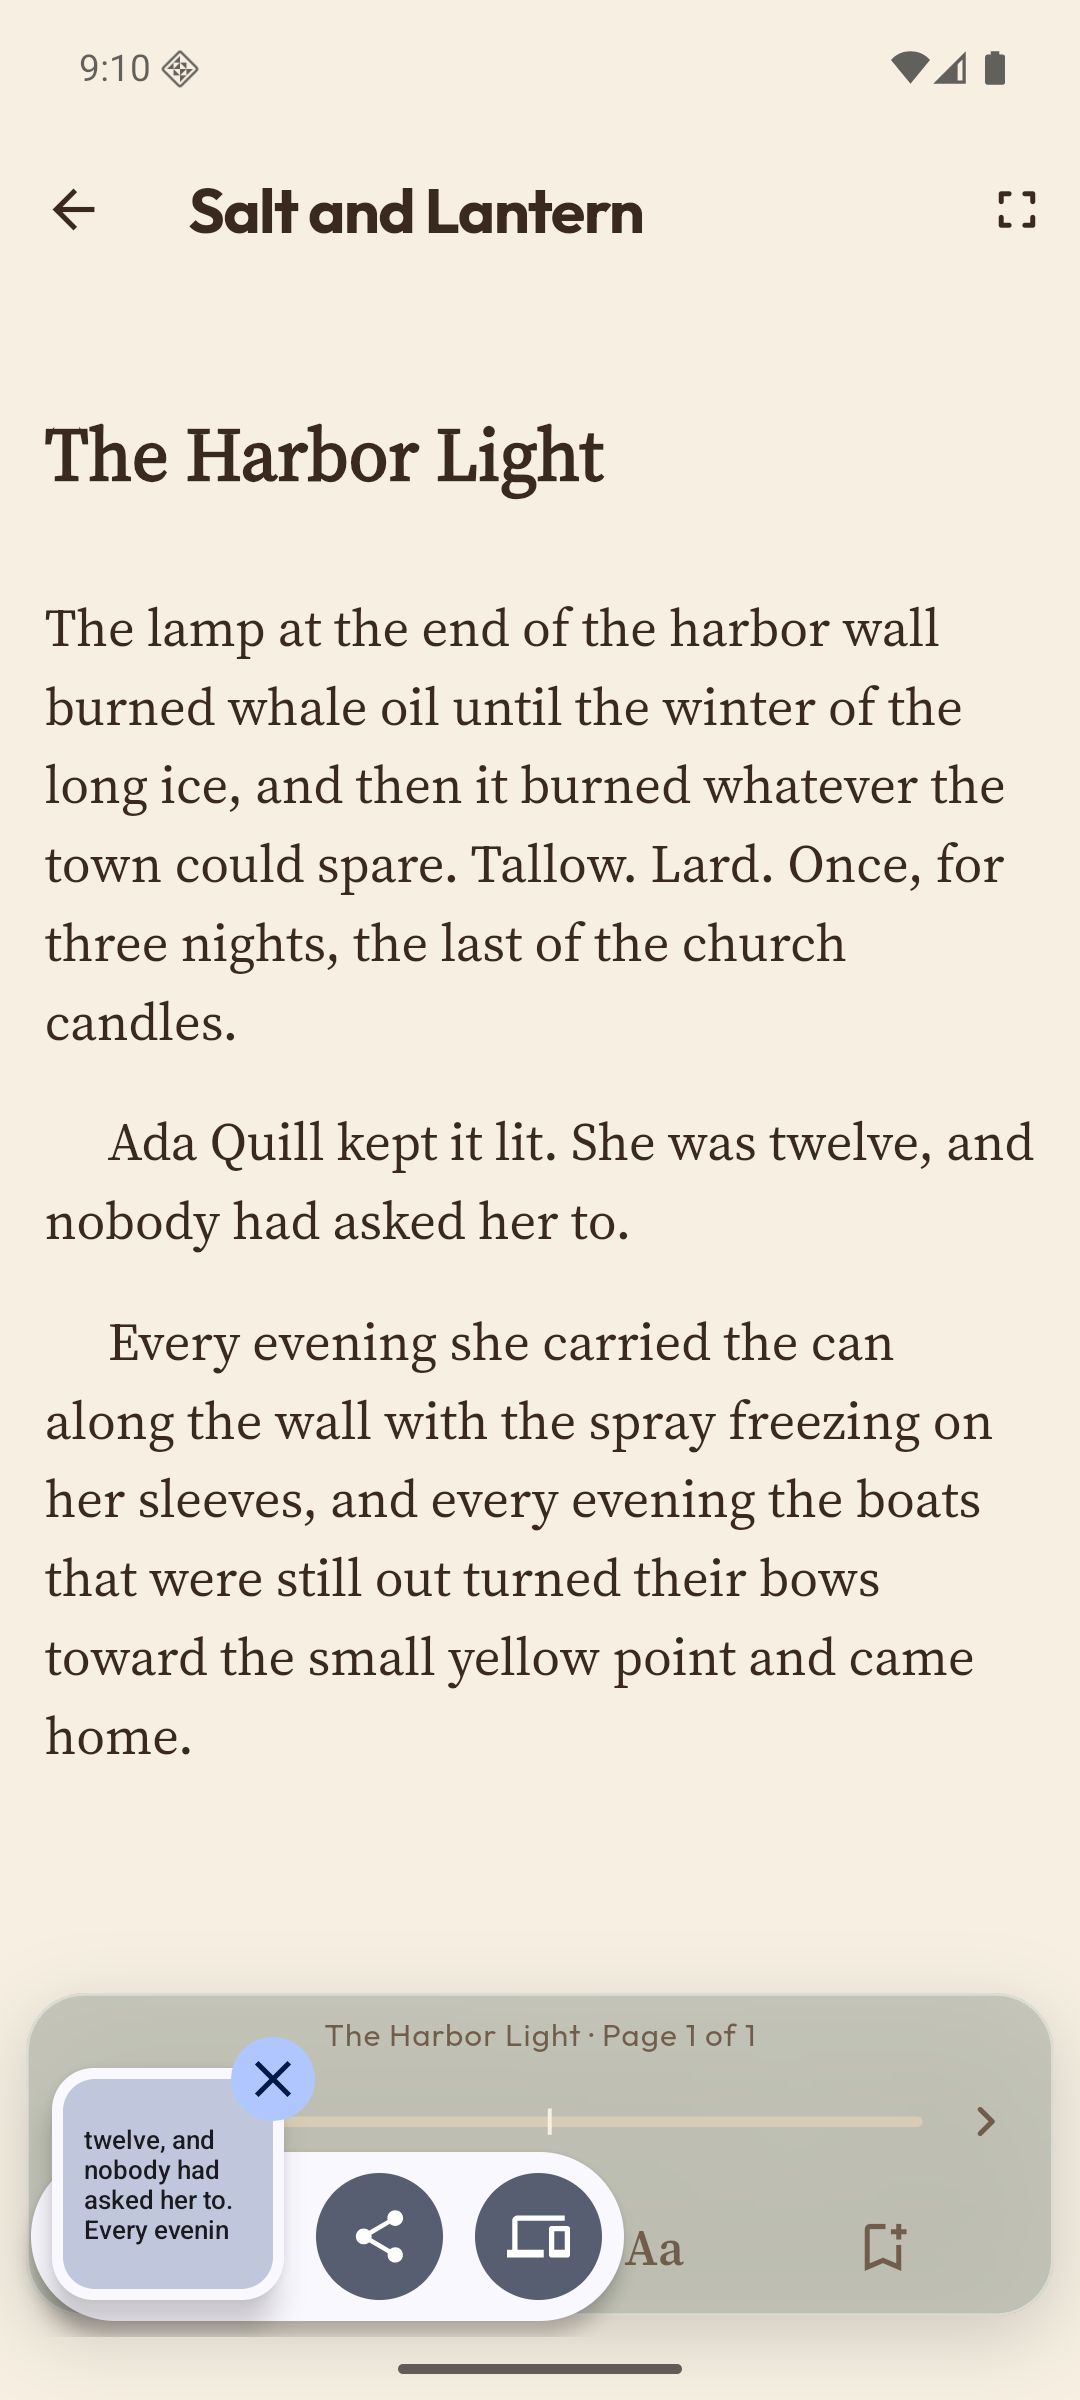 9:10
Salt and Lantern
The Harbor Light
The lamp at the end of the harbor wall
burned whale oil until the winter of the
long ice, and then it burned whatever the
town could spare. Tallow. Lard. Once, for
three nights, the last of the church
candles.
Ada Quill kept it lit. She was twelve, and
nobody had asked her to.
Every evening she carried the can
along the wall with the spray freezing on
her sleeves, and every evening the boats
that were still out turned their bows
toward the small yellow point and came
home.
The Harbor Light · Page 1 of 1
twelve, and
nobody had
asked her to.
Every evenin
Aa